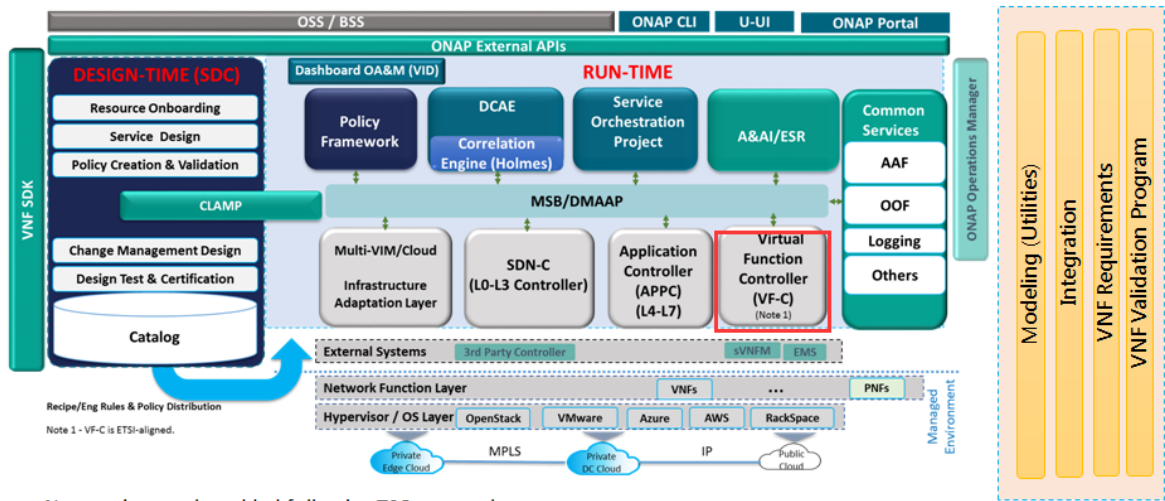 OSS / BSS
ONAP CLI
U-UI
ONAP Portal
ONAP External APIs
VNF SDK
DESIGN-TIME (SDC)
Resource Onboarding
Service Design
Policy Creation & Validation
CLAMP
Change Management Design
Design Test & Certification
Catalog
Recipe/Eng Rules & Policy Distribution
Note 1 - VF-C is ETSI-aligned.
Dashboard OA&M (VID)
RUN-TIME
Policy
Framework
DCAE
Correlation
Engine (Holmes)
Service
Orchestration
Project
A&AI/ESR
MSB/DMAAP
Multi-VIM/Cloud
Infrastructure
Adaptation Layer
SDN-C
(L0-L3 Controller)
Application
Controller
(APPC)
(L4-L7)
Virtual
Function
Controller
(VF-C)
(Note 1)
Common
Services
AAF
OOF
Logging
Others
ONAP Operations Manager
External Systems
3rd Party Controller
sVNFM
EMS
Network Function Layer
VNFs
...
PNFs
Hypervisor / OS Layer
OpenStack
VMware
Azure
AWS
RackSpace
Managed
Environment
Private
Edge Cloud
MPLS
Private
DC Cloud
IP
Public
Cloud
Modeling (Utilities)
Integration
VNF Requirements
VNF Validation Program